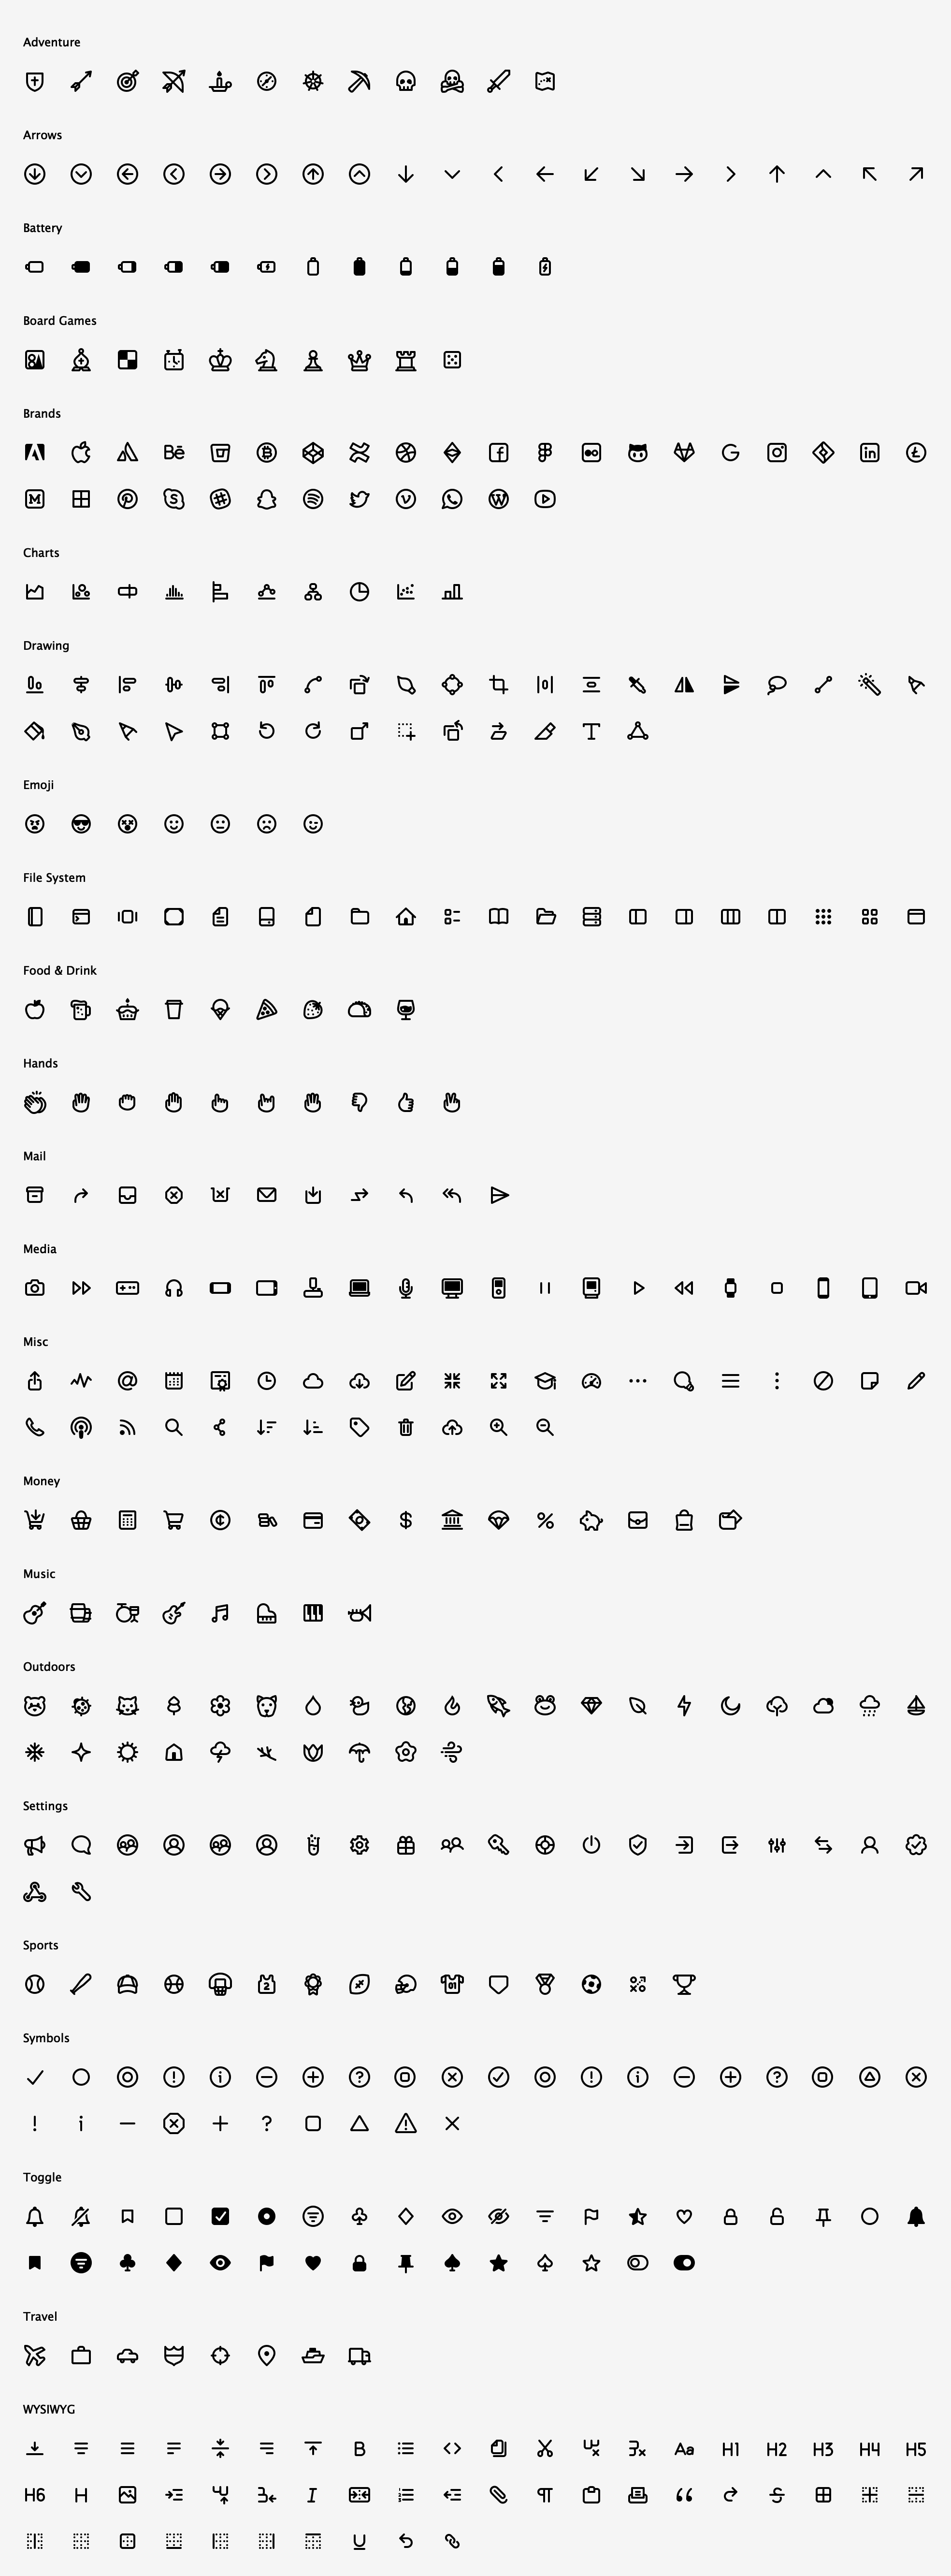 Adventure
Arrows
Battery
Board Games
Brands
Charts
Drawing
Emoji
File System
Food & Drink
Hands
Mail
Media
Misc
Money
Music
Outdoors
Settings
Sports
Symbols
Toggle
Travel
WYSIWYG
B Aa H1 H2 H3 H4 H5
H6 H I
U